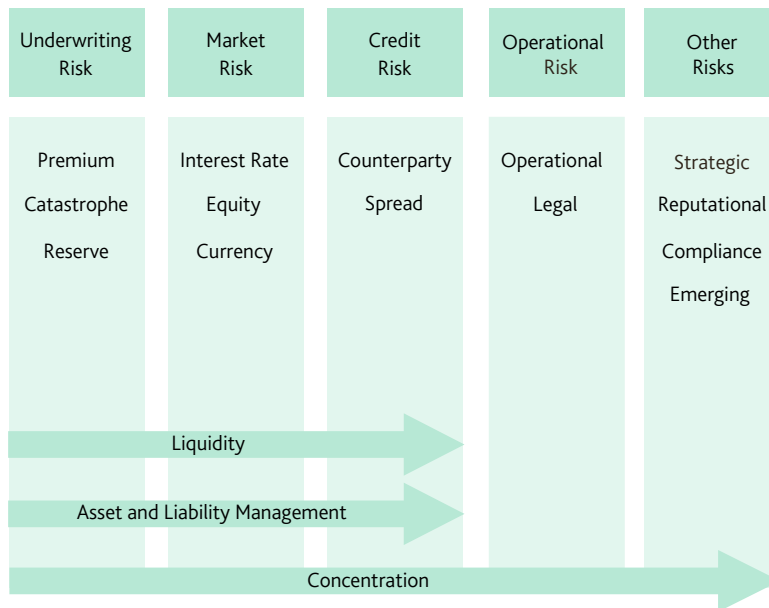 Underwriting
Risk
Market
Risk
Credit
Risk
Operational
Risk
Other
Risks
Premium
Catastrophe
Reserve
Interest Rate
Equity
Currency
Counterparty
Spread
Operational
Legal
Strategic
Reputational
Compliance
Emerging
Liquidity
Asset and Liability Management
Concentration